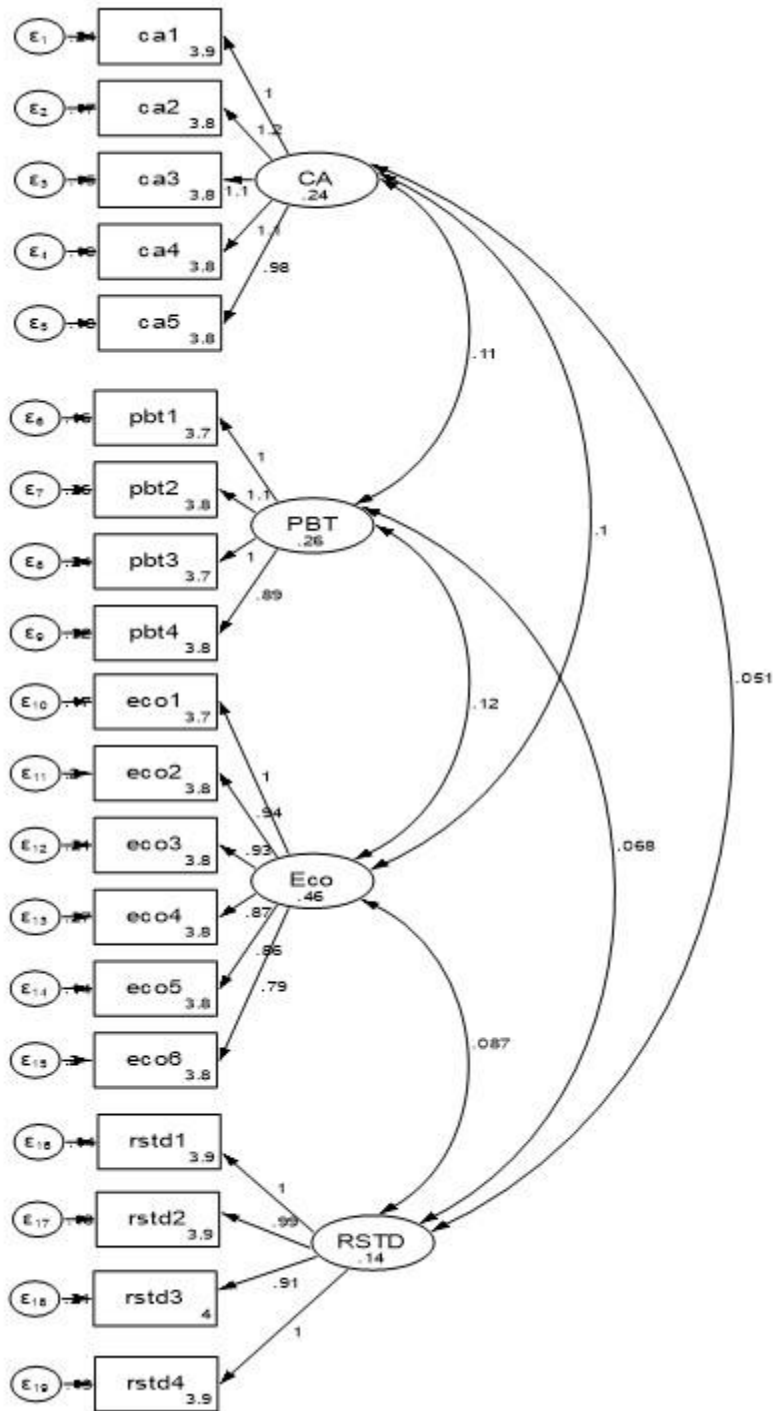 ε1 ca1 3.9
1
ε2 ca2 3.8
1.2
ε3 ca3 3.8
1.1
CA
.24
ε4 ca4 3.8
1.1
ε5 ca5 3.8
.98
.11
ε6 pbt1 3.7
1
ε7 pbt2 3.8
1.1
PBT
.26
.1
ε8 pbt3 3.7
1
ε9 pbt4 3.8
.89
.051
ε10 eco1 3.7
.12
1
ε11 eco2 3.8
.94
ε12 eco3 3.8
.93
.068
Eco
.46
ε13 eco4 3.8
.87
.86
ε14 eco5 3.8
.79
ε15 eco6 3.8
.087
ε16 rstd1 3.9
1
ε17 rstd2 3.9
.99
RSTD
.14
ε18 rstd3 4
.91
1
ε19 rstd4 3.9